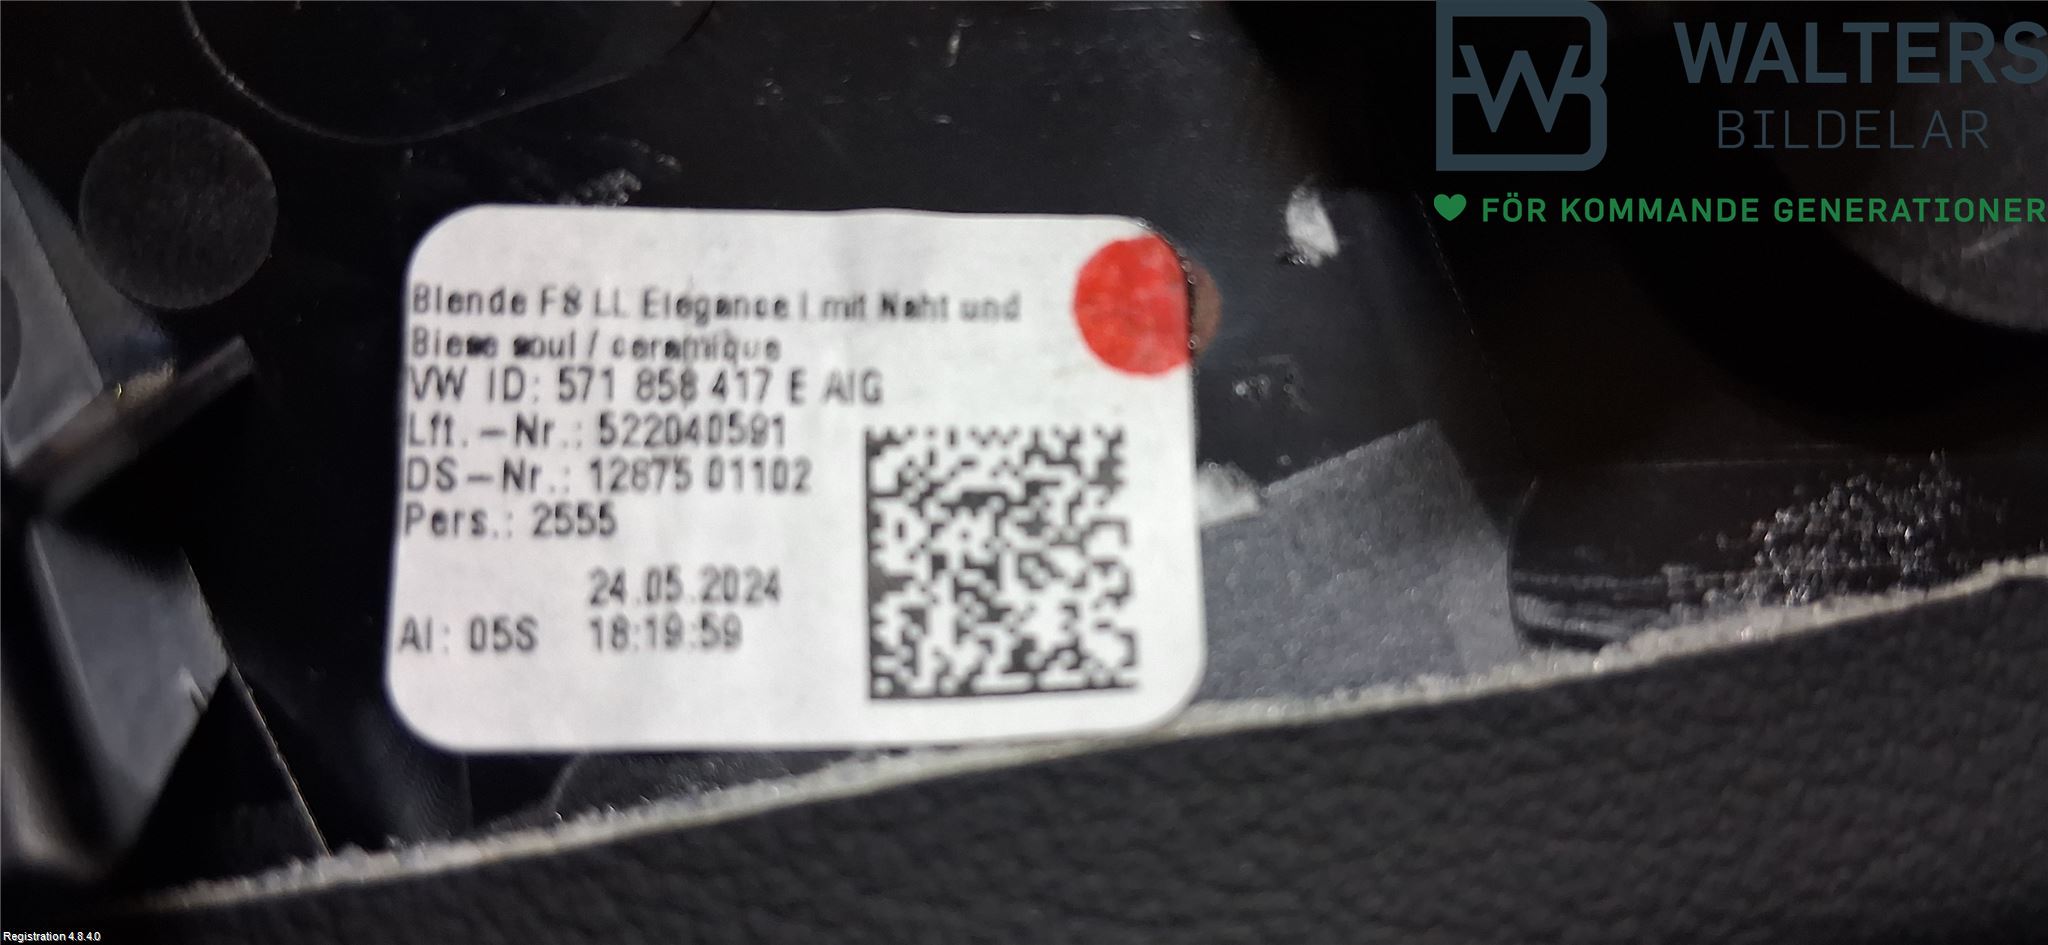 WALTERS
BILDELAR
FÖR KOMMANDE GENERATIONER
Blende FS LL Elegance I mit Naht und
Biese soul / ceramique
VW ID: 571 858 417 E AIG
Lft.-Nr.: 522040591
DS-Nr.: 12875 01102
Pers.: 2555
24.05.2024
AI: 05S 18:19:59
Registration 4.8.4.0